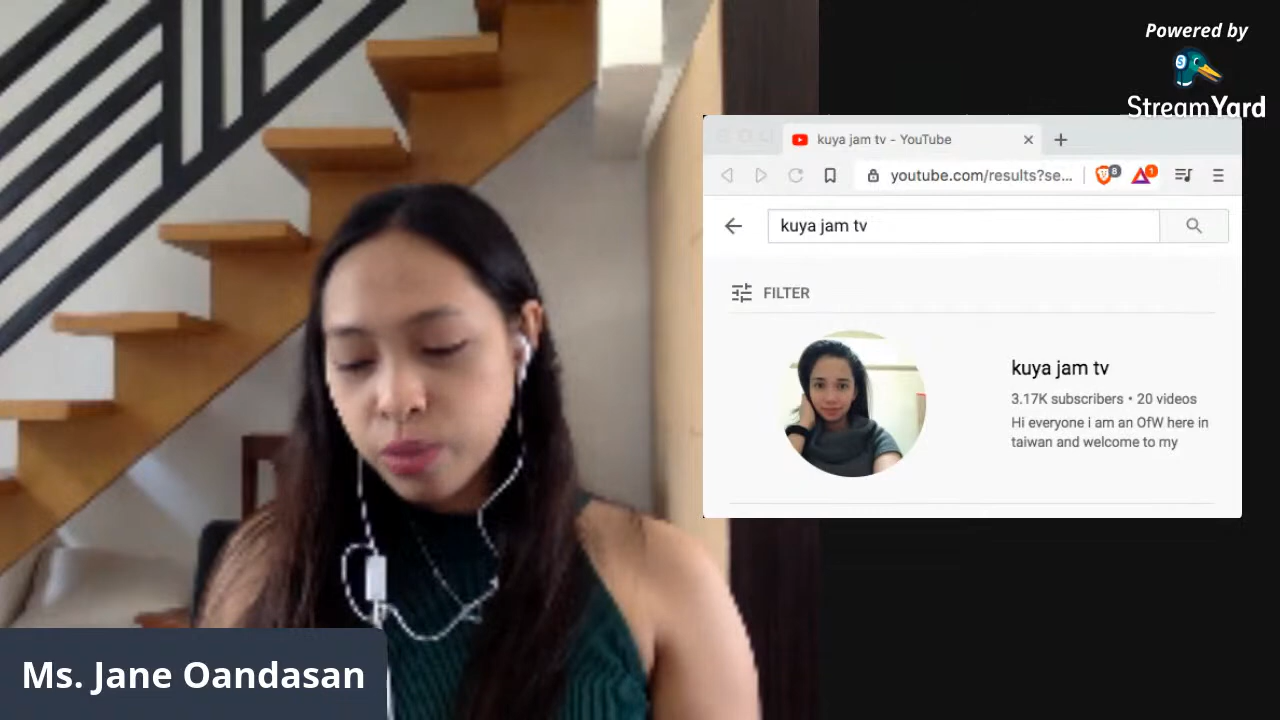 Powered by
StreamYard
kuya jam tv - YouTube
youtube.com/results?se...
8
1
kuya jam tv
FILTER
kuya jam tv
3.17K subscribers • 20 videos
Hi everyone i am an OfW here in
taiwan and welcome to my
Ms. Jane Oandasan